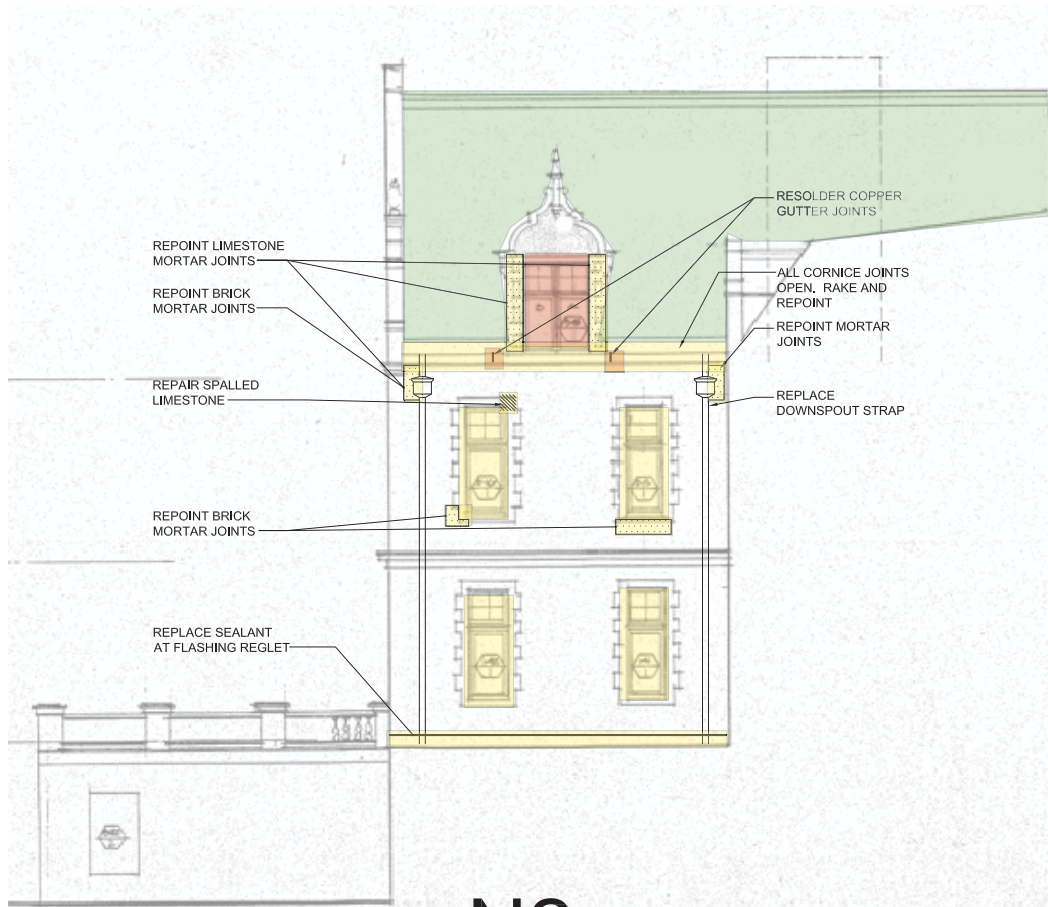 RESOLDER COPPER
GUTTER JOINTS
REPOINT LIMESTONE
MORTAR JOINTS
ALL CORNICE JOINTS
OPEN. RAKE AND
REPOINT
REPOINT BRICK
MORTAR JOINTS
REPOINT MORTAR
JOINTS
REPAIR SPALLED
LIMESTONE
REPLACE
DOWNSPOUT STRAP
REPOINT BRICK
MORTAR JOINTS
REPLACE SEALANT
AT FLASHING REGLET